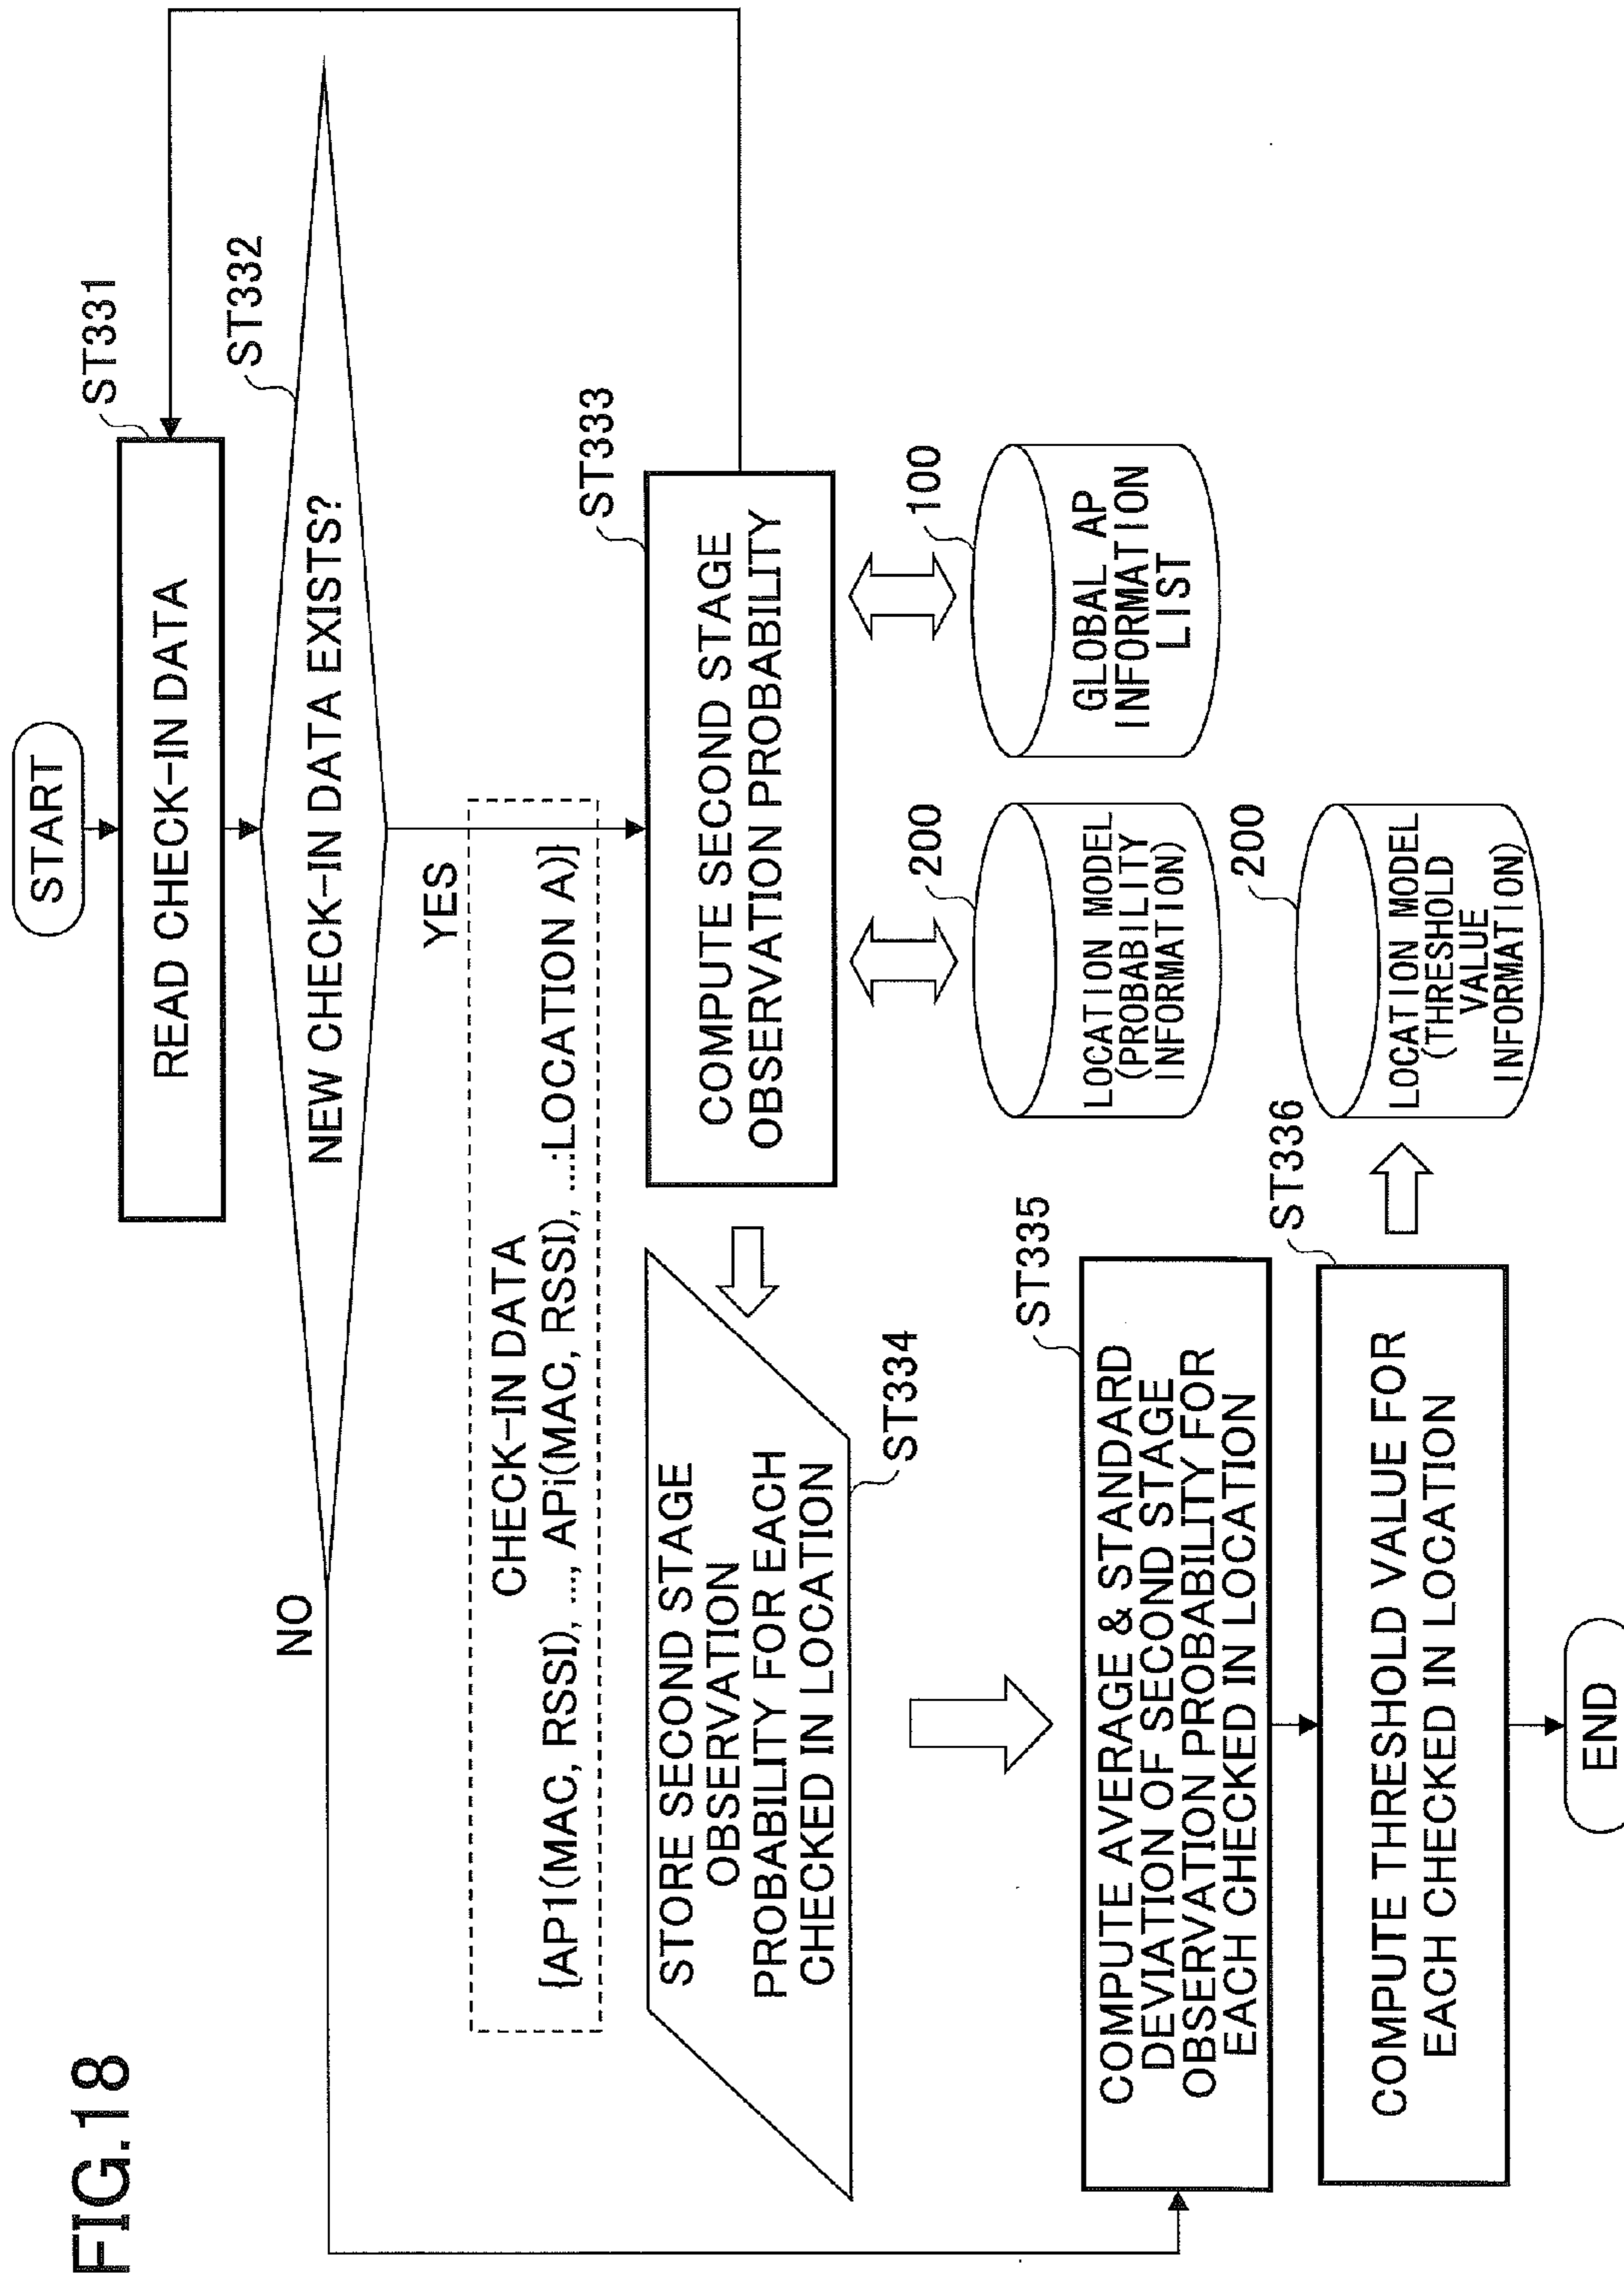 FIG.18
START
READ CHECK-IN DATA
ST331
NEW CHECK-IN DATA EXISTS?
ST332
NO
YES
CHECK-IN DATA
{AP1(MAC, RSSI), ..., APi(MAC, RSSI), ...:LOCATION A)}
COMPUTE SECOND STAGE
OBSERVATION PROBABILITY
ST333
STORE SECOND STAGE
OBSERVATION
PROBABILITY FOR EACH
CHECKED IN LOCATION
ST334
200
LOCATION MODEL
(PROBABILITY
INFORMATION)
100
GLOBAL AP
INFORMATION
LIST
COMPUTE AVERAGE & STANDARD
DEVIATION OF SECOND STAGE
OBSERVATION PROBABILITY FOR
EACH CHECKED IN LOCATION
ST335
COMPUTE THRESHOLD VALUE FOR
EACH CHECKED IN LOCATION
ST336
200
LOCATION MODEL
(THRESHOLD
VALUE
INFORMATION)
END